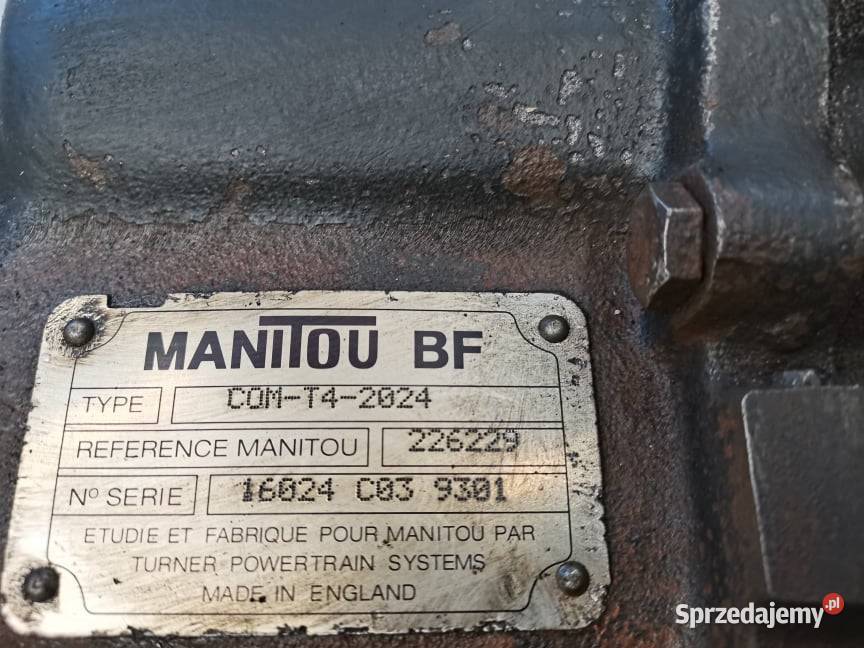 MANITOU BF
TYPE COM-T4-2024
REFERENCE MANITOU 226229
Nº SERIE 16024 C03 9301
ETUDIE ET FABRIQUE POUR MANITOU PAR
TURNER POWERTRAIN SYSTEMS
MADE IN ENGLAND
Sprzedajemy.pl